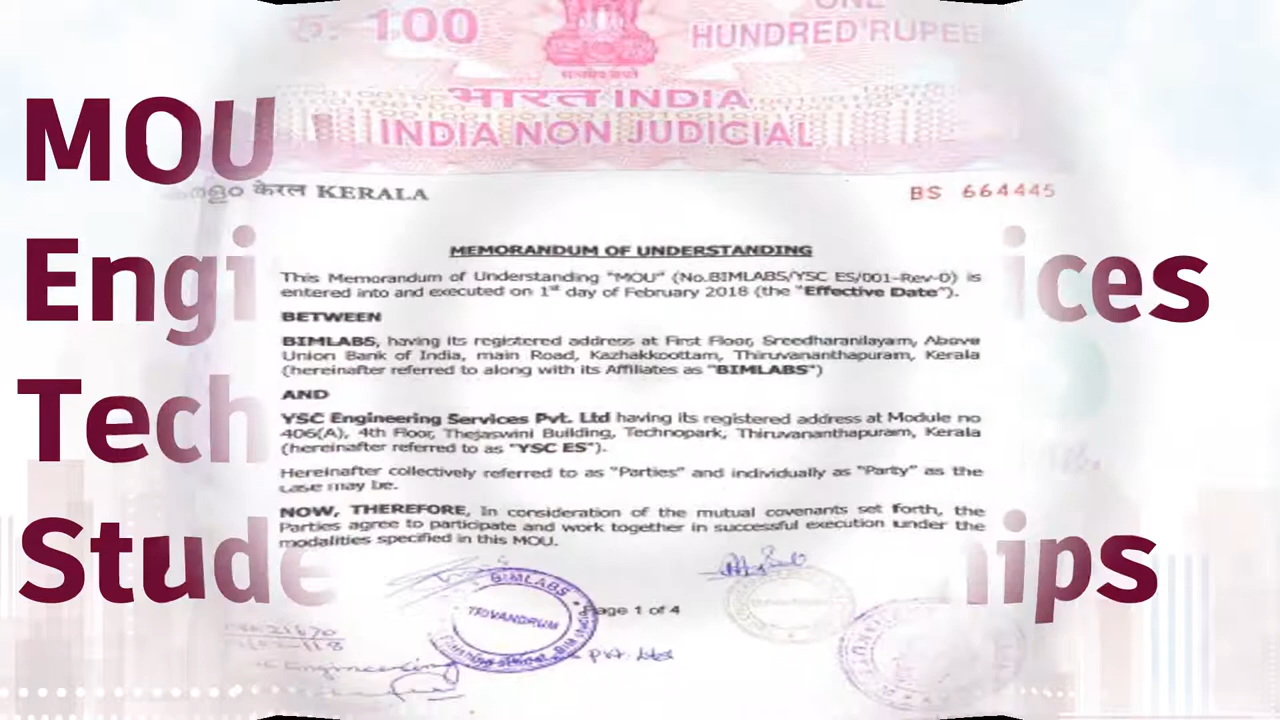 100
ONE
HUNDRED RUPEE
सत्यमेव जयते
भारत INDIA
INDIA NON JUDICIAL
MOU
केरल KERALA
BS 664445
Engi
ices
Tech
Stude
hips
MEMORANDUM OF UNDERSTANDING
This Memorandum of Understanding "MOU" (No.BIMLABS/YSC ES/001-Rev-0) is
entered into and executed on 1st day of February 2018 (the "Effective Date").
BETWEEN
BIMLABS, having its registered address at First Floor, Sreedharanilayam, Above
Union Bank of India, main Road, Kazhakkoottam, Thiruvananthapuram, Kerala
(hereinafter referred to along with its Affiliates as "BIMLABS")
AND
YSC Engineering Services Pvt. Ltd having its registered address at Module no
406(A), 4th Floor, Thejaswini Building, Technopark, Thiruvananthapuram, Kerala
(hereinafter referred to as "YSC ES").
Hereinafter collectively referred to as "Parties" and individually as "Party" as the
case may be.
NOW, THEREFORE, In consideration of the mutual covenants set forth, the
Parties agree to participate and work together in successful execution under the
modalities specified in this MOU.
BIMLABS
TRIVANDRUM
Page 1 of 4
Engineering
Pvt. Ltd